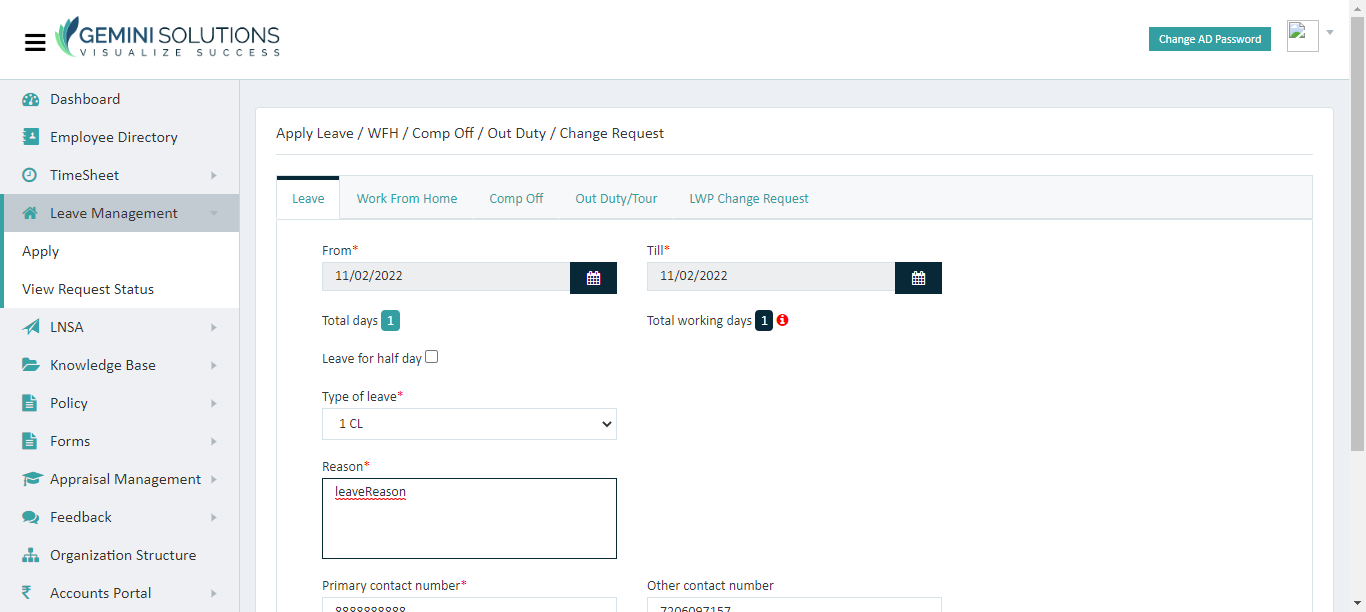 GEMINI SOLUTIONS
VISUALIZE SUCCESS
Change AD Password
Dashboard
Employee Directory
TimeSheet
Leave Management
Apply
View Request Status
LNSA
Knowledge Base
Policy
Forms
Appraisal Management
Feedback
Organization Structure
Accounts Portal
Apply Leave / WFH / Comp Off / Out Duty / Change Request
Leave Work From Home Comp Off Out Duty/Tour LWP Change Request
From* Till*
11/02/2022 11/02/2022
Total days 1 Total working days 1
Leave for half day
Type of leave*
1 CL
Reason*
leaveReason
Primary contact number* Other contact number
8888888888 7206097157